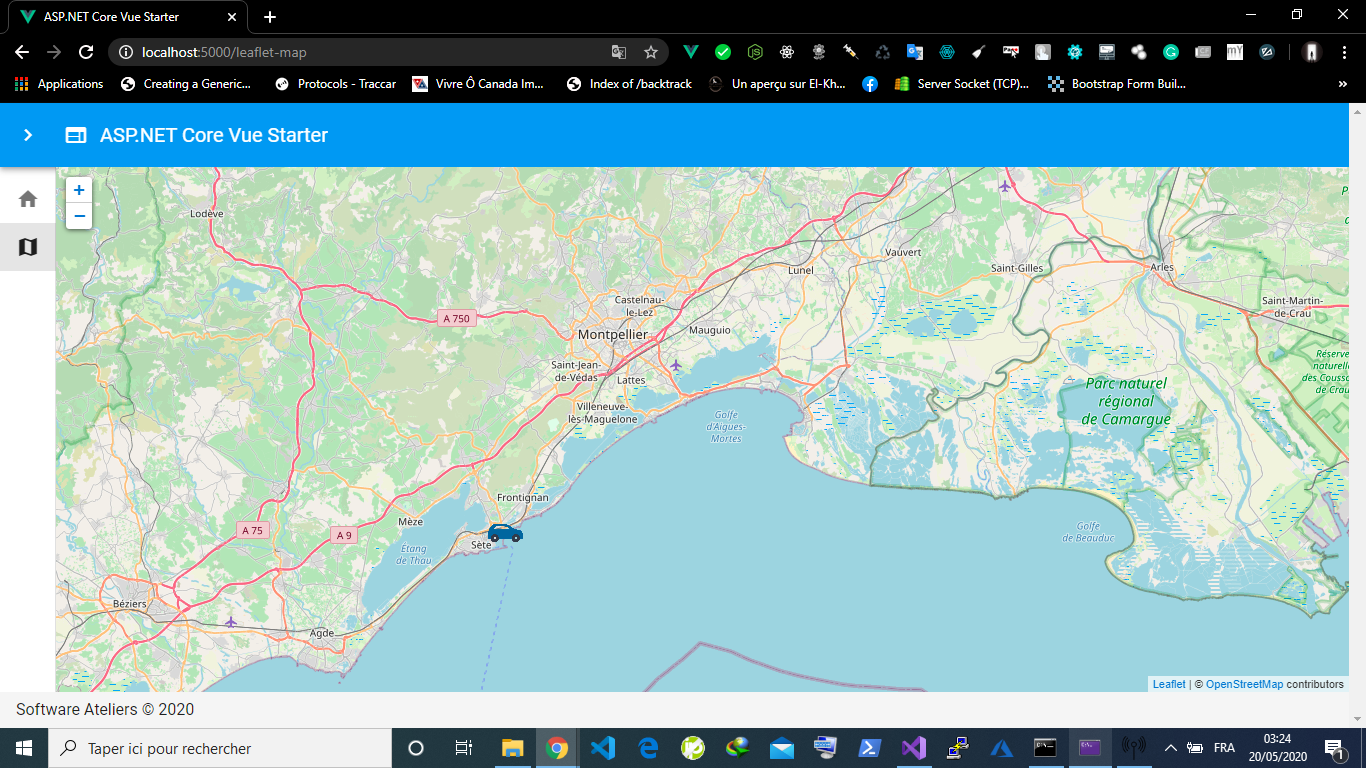 ASP.NET Core Vue Starter
localhost:5000/leaflet-map
Applications
Creating a Generic...
Protocols - Traccar
Vivre Ô Canada Im...
Index of /backtrack
Un aperçu sur El-Kh...
Server Socket (TCP)...
Bootstrap Form Buil...
»
ASP.NET Core Vue Starter
+
−
Lodève
Vauvert
Lunel
Saint-Gilles
Arles
Castelnau-
le-Lez
Saint-Martin-
de-Crau
A 750
Montpellier
Mauguio
Saint-Jean-
de-Védas
Lattes
Réserve
naturelle
des Cousso
de Crau
Parc naturel
régional
de Camargue
Villeneuve-
lès-Maguelone
Golfe
d'Aigues-
Mortes
Frontignan
Mèze
A 75
A 9
Sète
Golfe
de Beauduc
Étang
de Thau
Béziers
Agde
Leaflet | © OpenStreetMap contributors
Software Ateliers © 2020
Taper ici pour rechercher
FRA
03:24
20/05/2020
1